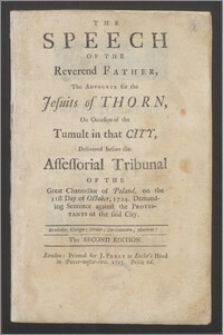 THE
SPEECH
OF THE
Reverend FATHER,
The ADVOCATE for the
Jesuits of THORN,
On Occasion of the
Tumult in that CITY,
Delivered before the
Assessorial Tribunal
OF THE
Great Chancellor of Poland, on the
31st Day of October, 1724. Demand-
ing Sentence against the PROTES-
TANTS of the said City.
The SECOND EDITION.
London: Printed for J. PEELE at Locke's Head
in Pater-noster-row. 1725. Price 6d.